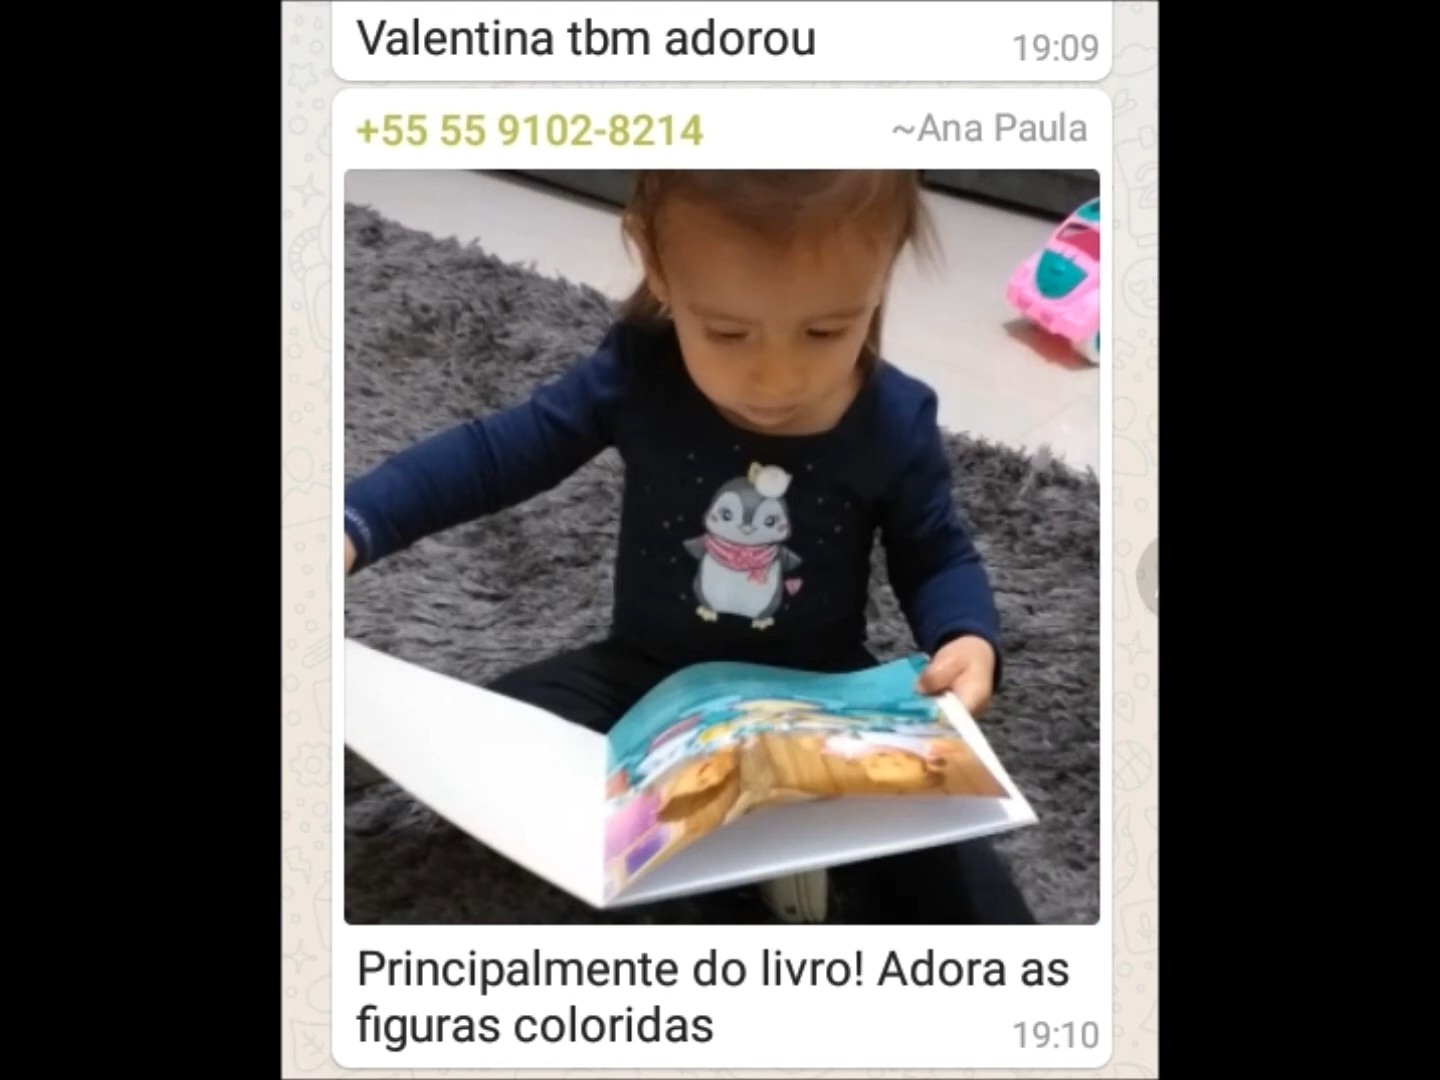 Valentina tbm adorou
19:09
+55 55 9102-8214 ~Ana Paula
Principalmente do livro! Adora as
figuras coloridas
19:10